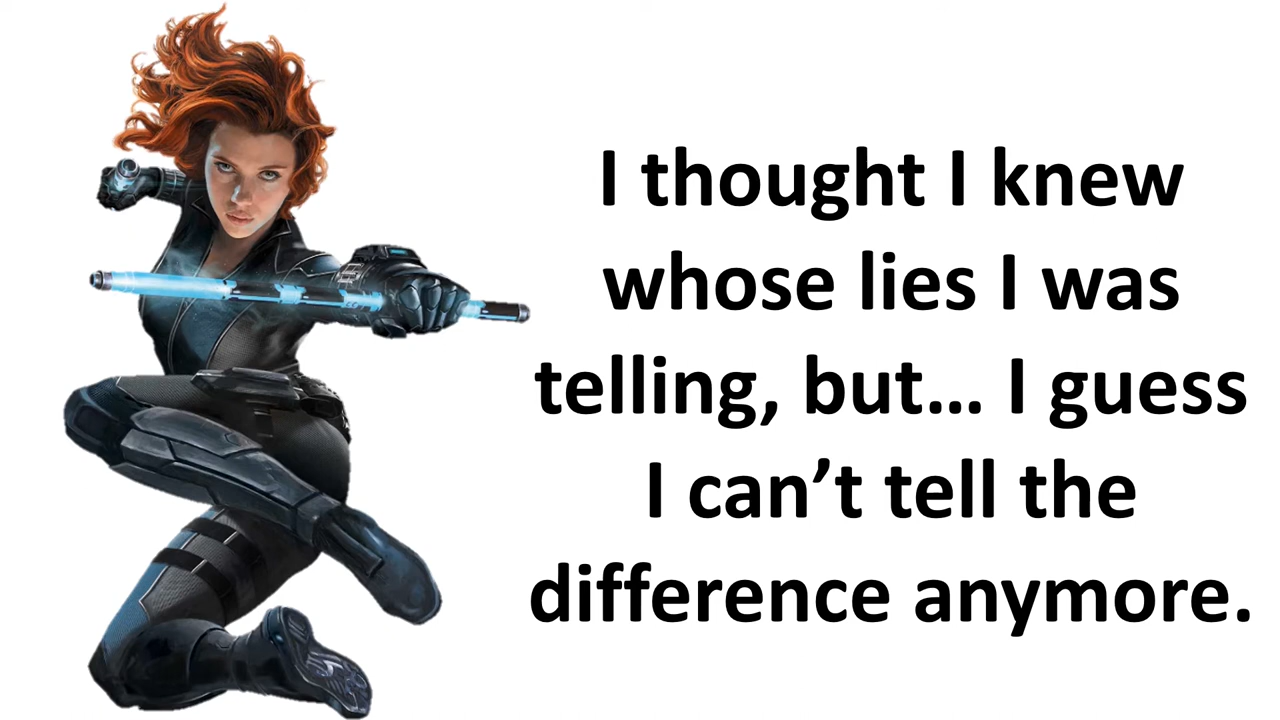 I thought I knew
whose lies I was
telling, but… I guess
I can’t tell the
difference anymore.